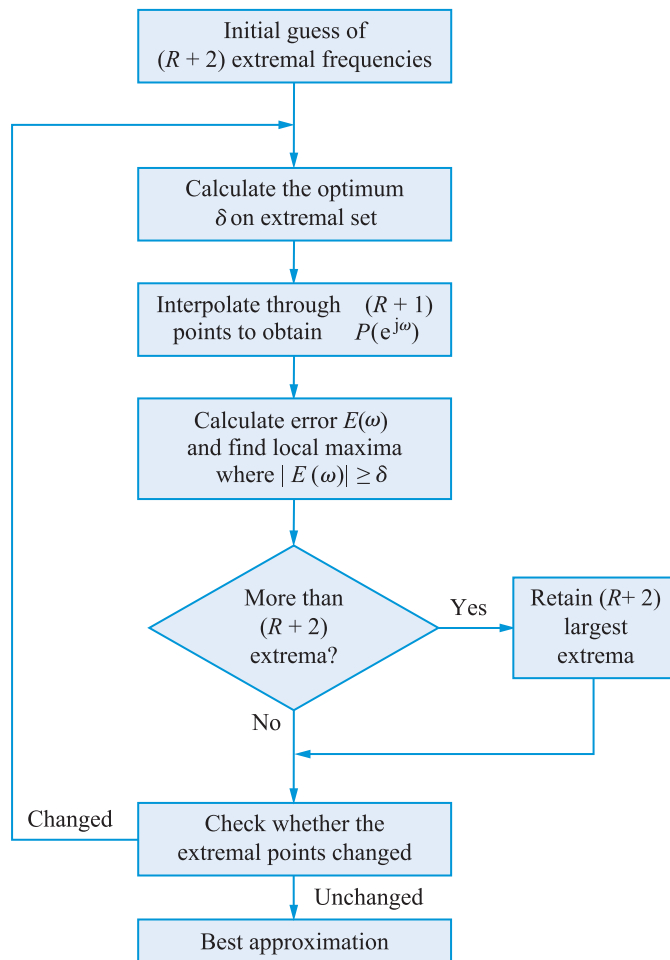 Initial guess of
(R + 2) extremal frequencies
Calculate the optimum
δ on extremal set
Interpolate through (R + 1)
points to obtain P(e^jω)
Calculate error E(ω)
and find local maxima
where | E (ω)| ≥ δ
More than
(R + 2)
extrema?
Yes
Retain (R+ 2)
largest
extrema
No
Changed
Check whether the
extremal points changed
Unchanged
Best approximation